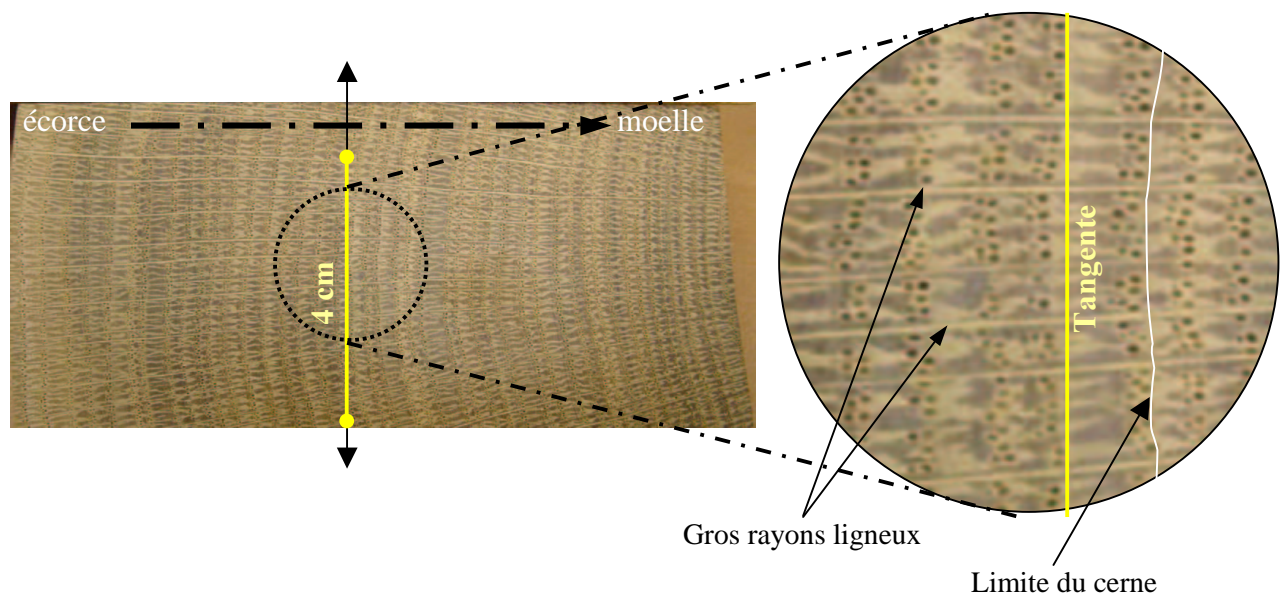 écorce
moelle
4 cm
Tangente
Gros rayons ligneux
Limite du cerne